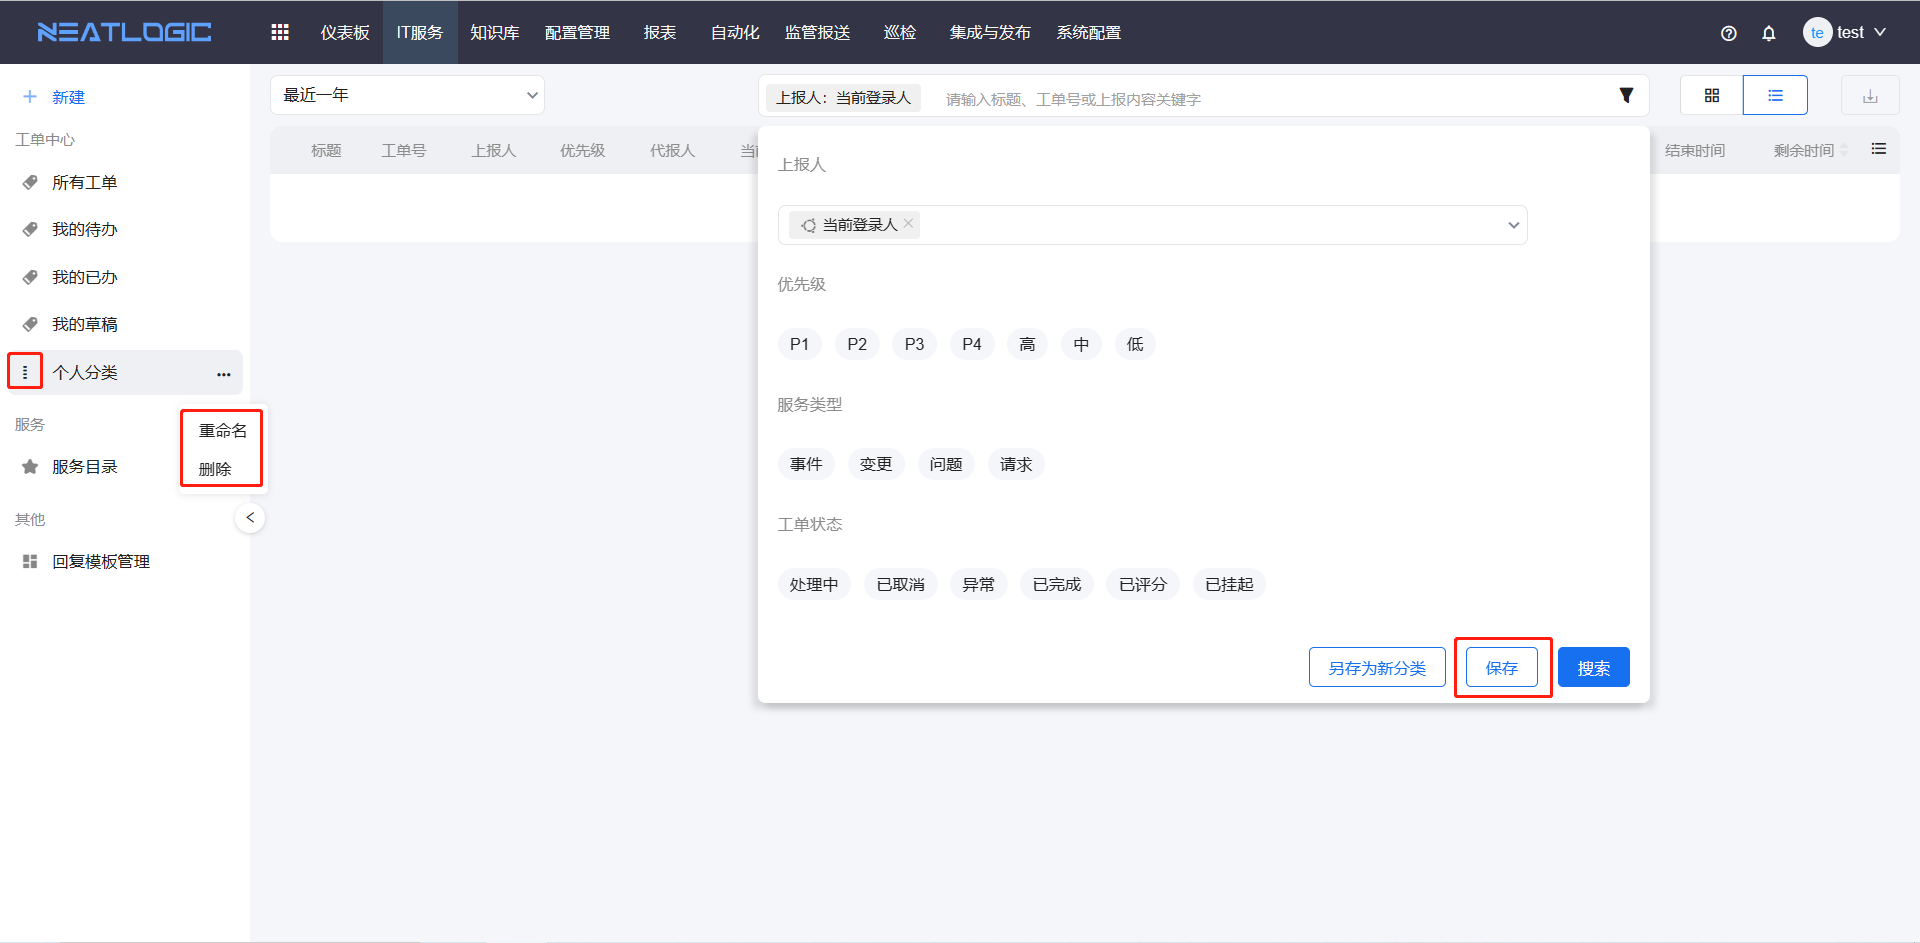 NEATLOGIC
仪表板 IT服务 知识库 配置管理 报表 自动化 监管报送 巡检 集成与发布 系统配置
te test
新建
工单中心
所有工单
我的待办
我的已办
我的草稿
个人分类
服务
服务目录
重命名
删除
其他
回复模板管理
最近一年
上报人：当前登录人 请输入标题、工单号或上报内容关键字
标题 工单号 上报人 优先级 代报人 结束时间 剩余时间
上报人
当前登录人
优先级
P1 P2 P3 P4 高 中 低
服务类型
事件 变更 问题 请求
工单状态
处理中 已取消 异常 已完成 已评分 已挂起
另存为新分类 保存 搜索